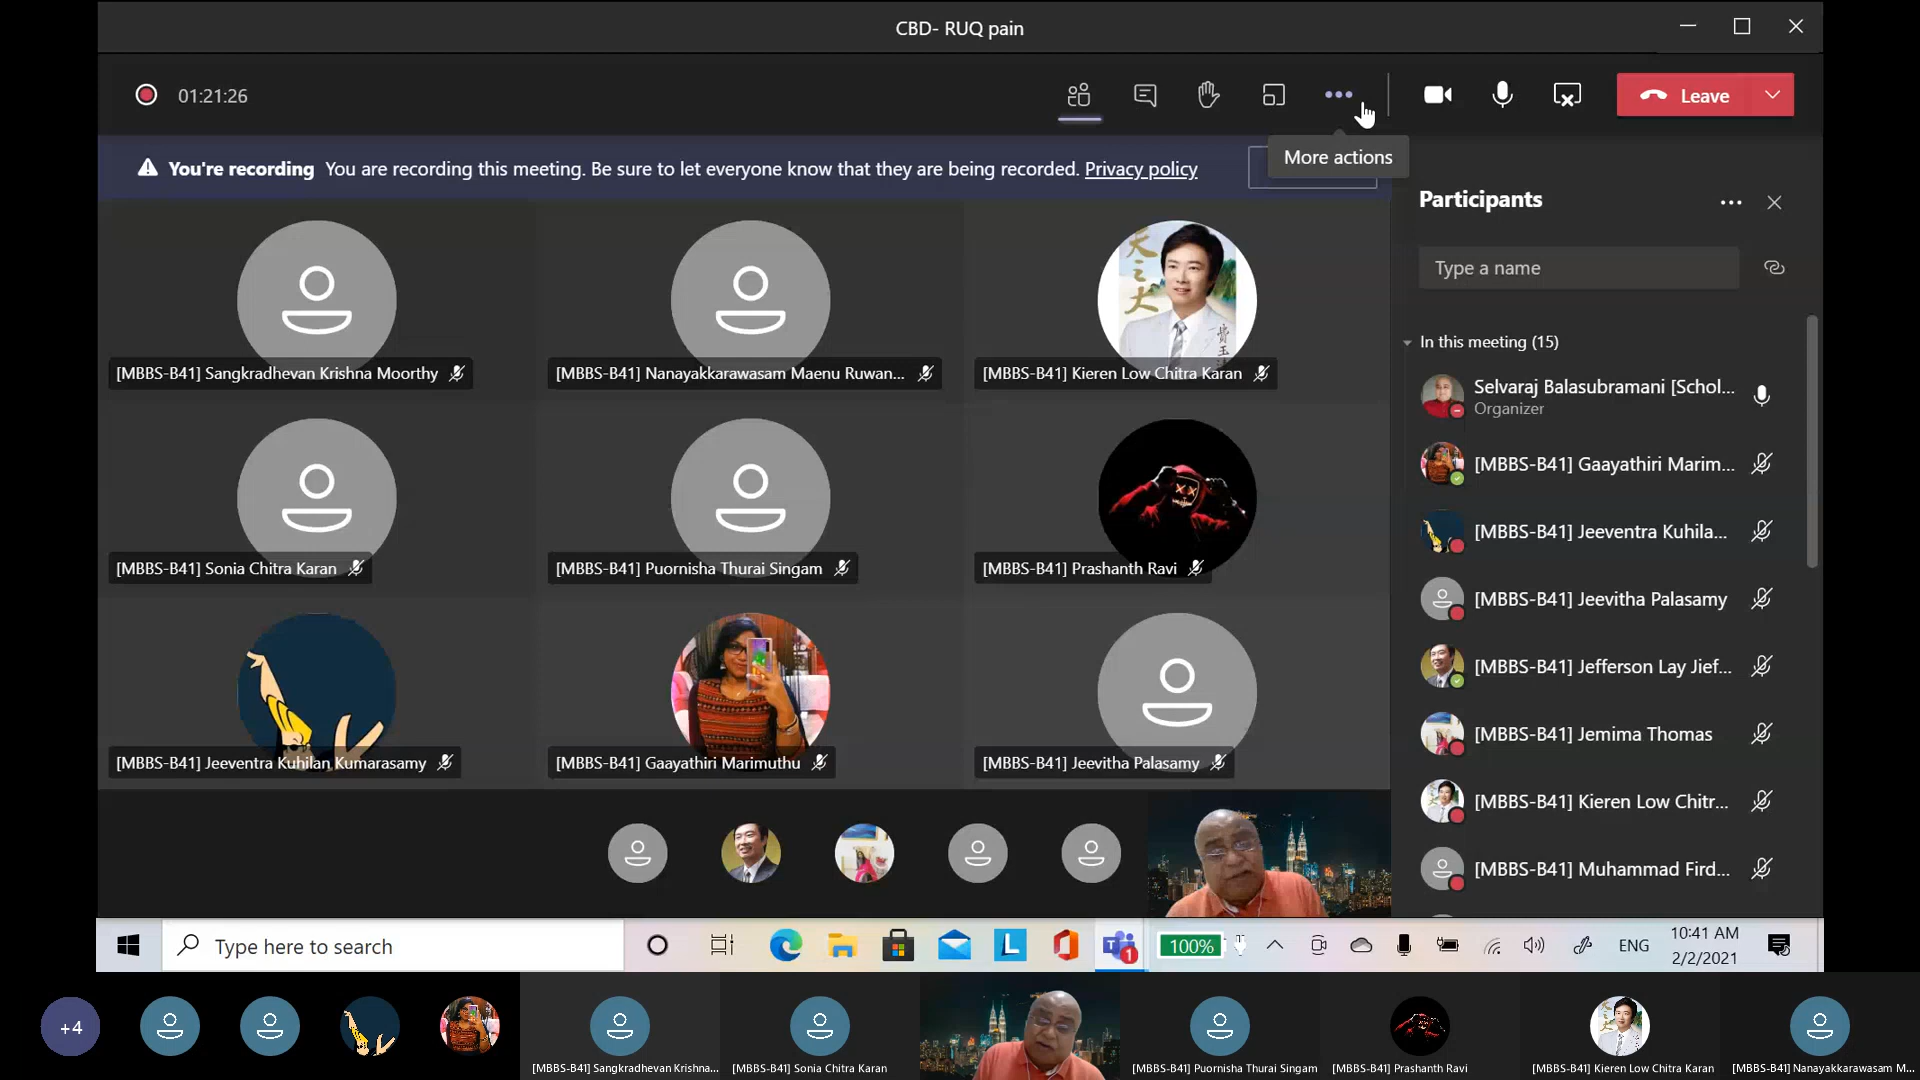 CBD- RUQ pain
01:21:26
Leave
More actions
You're recording You are recording this meeting. Be sure to let everyone know that they are being recorded. Privacy policy
Participants
Type a name
In this meeting (15)
Selvaraj Balasubramani [Schol...
Organizer
[MBBS-B41] Gaayathiri Marim...
[MBBS-B41] Jeeventra Kuhila...
[MBBS-B41] Jeevitha Palasamy
[MBBS-B41] Jefferson Lay Jief...
[MBBS-B41] Jemima Thomas
[MBBS-B41] Kieren Low Chitr...
[MBBS-B41] Muhammad Fird...
[MBBS-B41] Sangkradhevan Krishna Moorthy
[MBBS-B41] Nanayakkarawasam Maenu Ruwan...
[MBBS-B41] Kieren Low Chitra Karan
[MBBS-B41] Sonia Chitra Karan
[MBBS-B41] Puornisha Thurai Singam
[MBBS-B41] Prashanth Ravi
[MBBS-B41] Jeeventra Kuhilan Kumarasamy
[MBBS-B41] Gaayathiri Marimuthu
[MBBS-B41] Jeevitha Palasamy
Type here to search
1
100%
ENG
10:41 AM
2/2/2021
+4
[MBBS-B41] Sangkradhevan Krishna...
[MBBS-B41] Sonia Chitra Karan
[MBBS-B41] Puornisha Thurai Singam
[MBBS-B41] Prashanth Ravi
[MBBS-B41] Kieren Low Chitra Karan
[MBBS-B41] Nanayakkarawasam M...